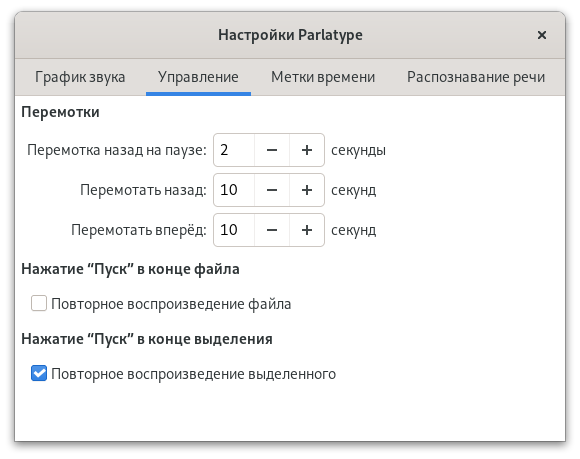 Настройки Parlatype
График звука Управление Метки времени Распознавание речи
Перемотки
Перемотка назад на паузе: 2 секунды
Перемотать назад: 10 секунд
Перемотать вперёд: 10 секунд
Нажатие “Пуск” в конце файла
Повторное воспроизведение файла
Нажатие “Пуск” в конце выделения
Повторное воспроизведение выделенного